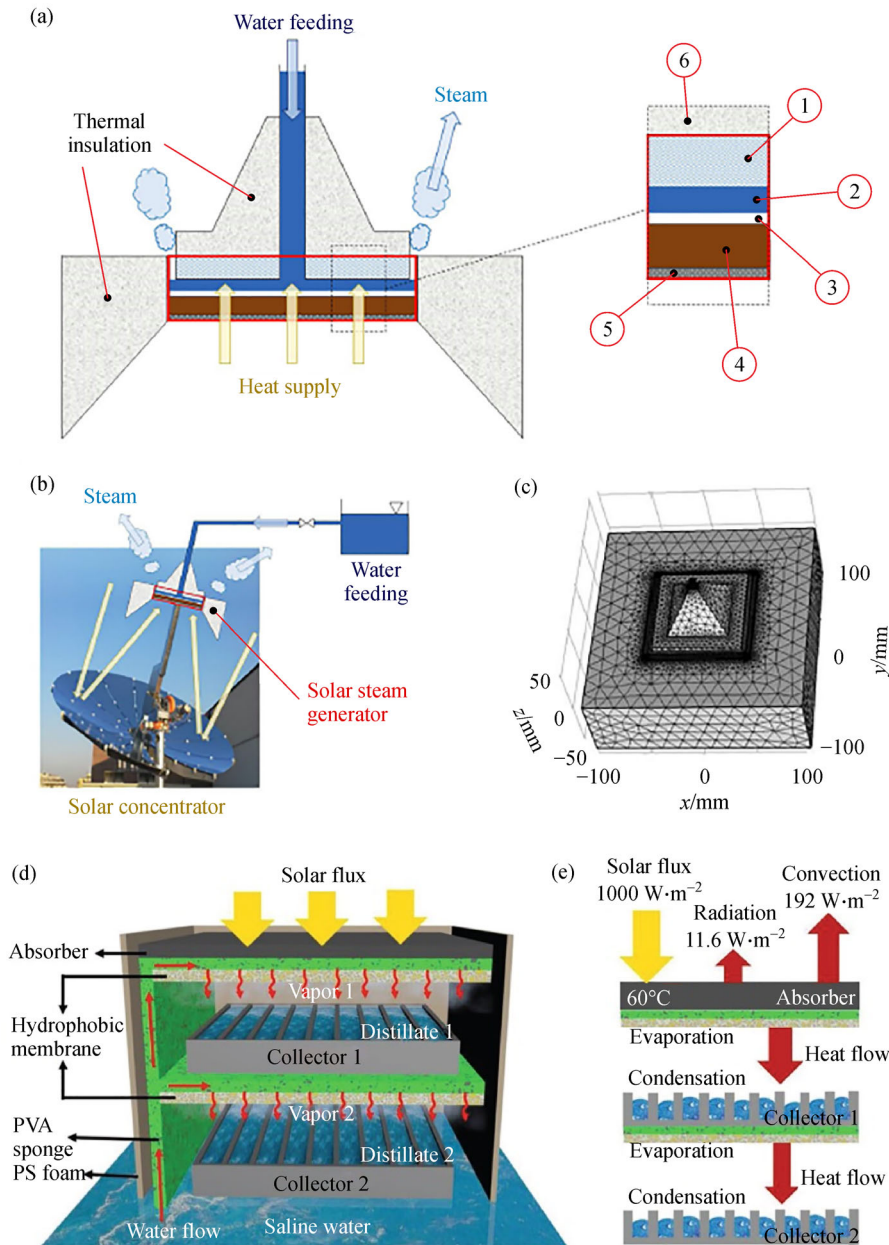 (a)
Water feeding
Steam
Thermal
insulation
Heat supply
6
1
2
3
4
5
(b)
Steam
Water
feeding
Solar steam
generator
Solar concentrator
(c)
100
0
−100
y/mm
50
0
−50
z/mm
−100
0
100
x/mm
(d)
Solar flux
Absorber
Vapor 1
Hydrophobic
membrane
Distillate 1
Collector 1
Vapor 2
PVA
sponge
PS foam
Distillate 2
Collector 2
Water flow
Saline water
(e)
Solar flux
1000 W·m⁻²
Radiation
11.6 W·m⁻²
Convection
192 W·m⁻²
60°C
Absorber
Evaporation
Heat flow
Condensation
Collector 1
Evaporation
Heat flow
Condensation
Collector 2